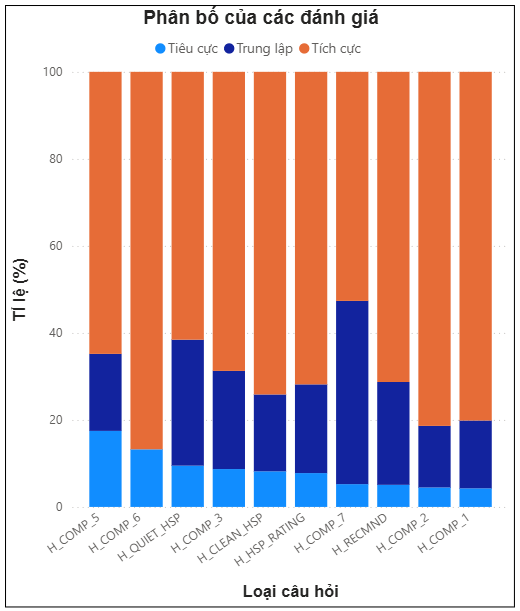 Phân bố của các đánh giá
Tiêu cực Trung lập Tích cực
100
80
60
40
20
0
Tỉ lệ (%)
H_COMP_5
H_COMP_6
H_QUIET_HSP
H_COMP_3
H_CLEAN_HSP
H_HSP_RATING
H_COMP_7
H_RECMND
H_COMP_2
H_COMP_1
Loại câu hỏi